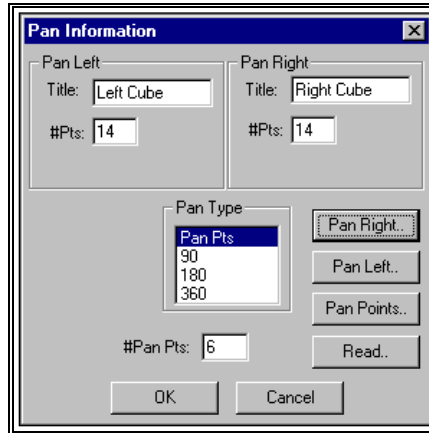 Pan Information
Pan Left
Pan Right
Title: Left Cube
Title: Right Cube
#Pts: 14
#Pts: 14
Pan Type
Pan Pts
90
180
360
Pan Right..
Pan Left..
Pan Points..
#Pan Pts: 6
Read..
OK
Cancel